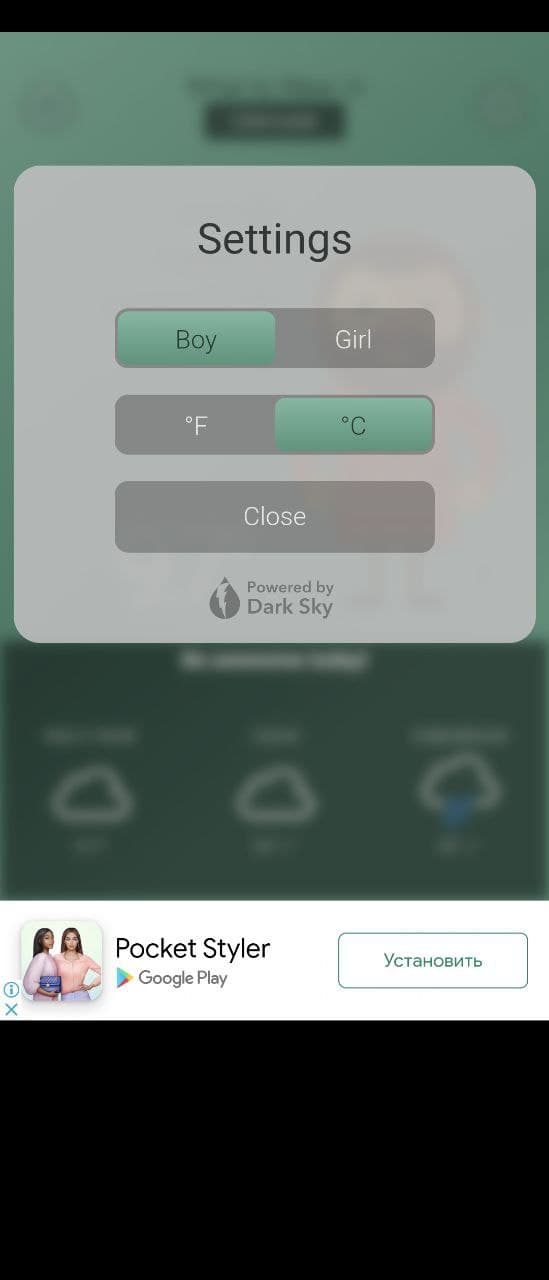 Settings
Boy
Girl
°F
°C
Close
Powered by
Dark Sky
Pocket Styler
Google Play
Установить